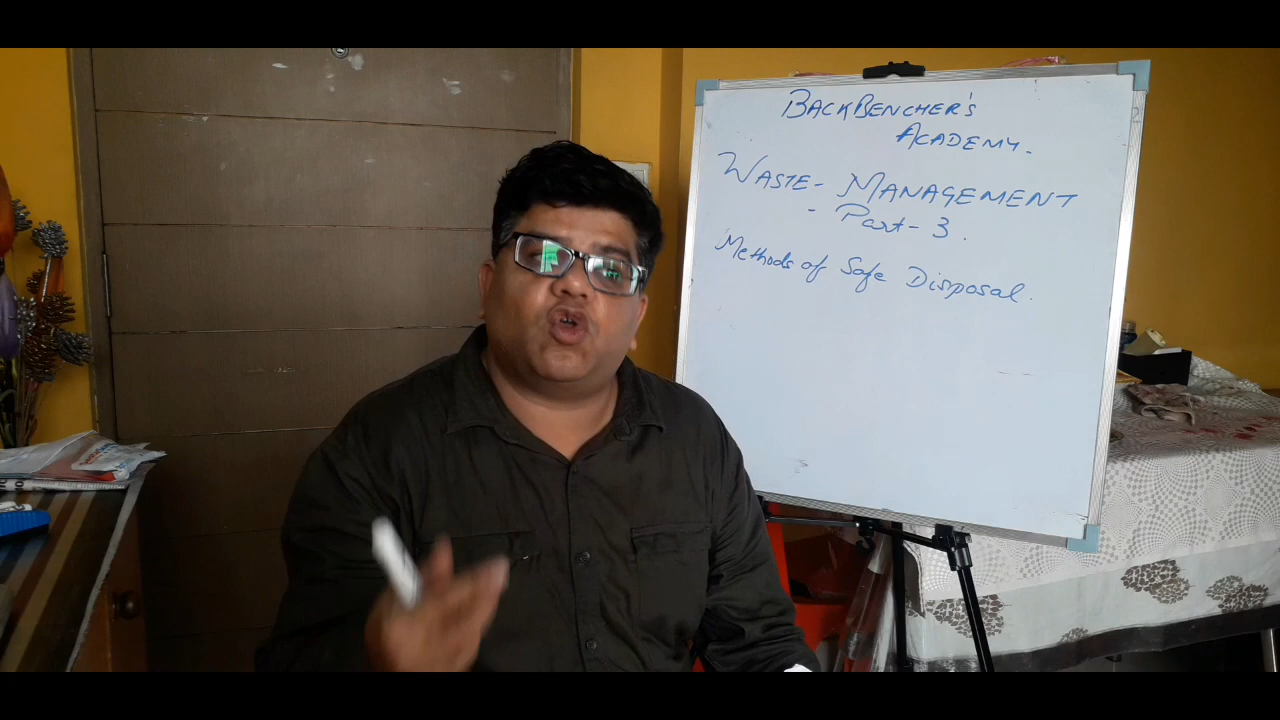 BACKBENCHER'S
ACADEMY.
WASTE- MANAGEMENT
- Part-3.
Methods of Safe Disposal.